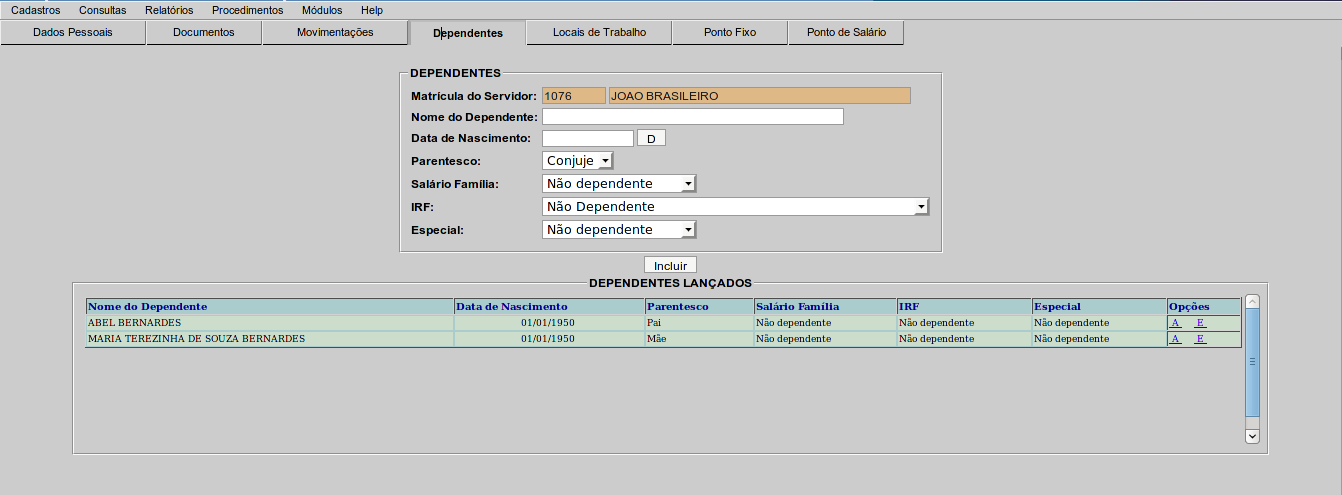 Cadastros Consultas Relatórios Procedimentos Módulos Help
Dados Pessoais Documentos Movimentações Dependentes Locais de Trabalho Ponto Fixo Ponto de Salário
DEPENDENTES
Matrícula do Servidor: 1076 JOAO BRASILEIRO
Nome do Dependente:
Data de Nascimento: D
Parentesco: Conjuje
Salário Família: Não dependente
IRF: Não Dependente
Especial: Não dependente
Incluir
DEPENDENTES LANÇADOS
Nome do Dependente Data de Nascimento Parentesco Salário Família IRF Especial Opções
ABEL BERNARDES 01/01/1950 Pai Não dependente Não dependente Não dependente A E
MARIA TEREZINHA DE SOUZA BERNARDES 01/01/1950 Mãe Não dependente Não dependente Não dependente A E